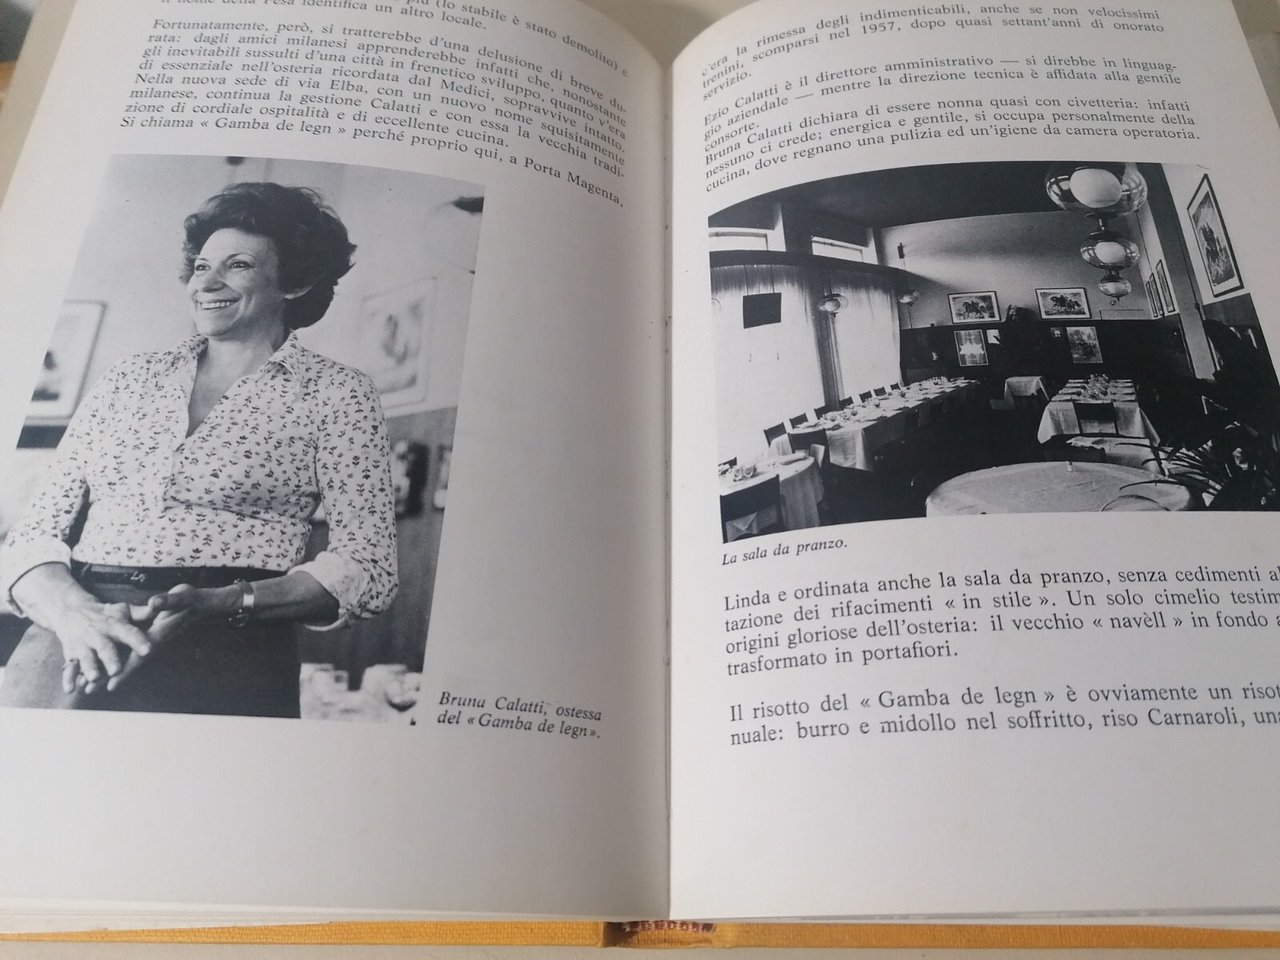 più (lo stabile è stato demolito) e
il nome della Pesa identifica un altro locale.
Fortunatamente, però, si tratterebbe d'una delusione di breve du-
rata: dagli amici milanesi apprenderebbe infatti che, nonostante
gli inevitabili sussulti d'una città in frenetico sviluppo, quanto v'era
di essenziale nell'osteria ricordata dal Medici, sopravvive intatto.
Nella nuova sede di via Elba, con un nuovo nome squisitamente
milanese, continua la gestione Calatti e con essa la vecchia tradi-
zione di cordiale ospitalità e di eccellente cucina.
Si chiama « Gamba de legn » perché proprio qui, a Porta Magenta,
Bruna Calatti, ostessa
del « Gamba de legn ».
c'era la rimessa degli indimenticabili, anche se non velocissimi
trenini, scomparsi nel 1957, dopo quasi settant'anni di onorato
servizio.
Ezio Calatti è il direttore amministrativo — si direbbe in linguag-
gio aziendale — mentre la direzione tecnica è affidata alla gentile
consorte.
Bruna Calatti dichiara di essere nonna quasi con civetteria: infatti
nessuno ci crede; energica e gentile, si occupa personalmente della
cucina, dove regnano una pulizia ed un'igiene da camera operatoria.
La sala da pranzo.
Linda e ordinata anche la sala da pranzo, senza cedimenti al
tazione dei rifacimenti « in stile ». Un solo cimelio testim
origini gloriose dell'osteria: il vecchio « navèll » in fondo a
trasformato in portafiori.
Il risotto del « Gamba de legn » è ovviamente un risot
nuale: burro e midollo nel soffritto, riso Carnaroli, una